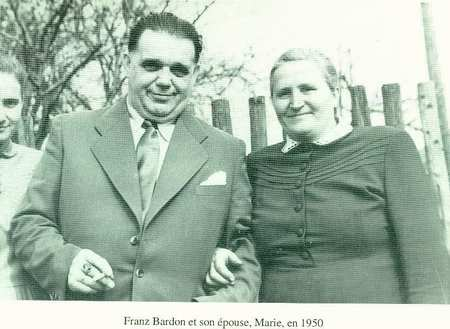 Franz Bardon et son épouse, Marie, en 1950